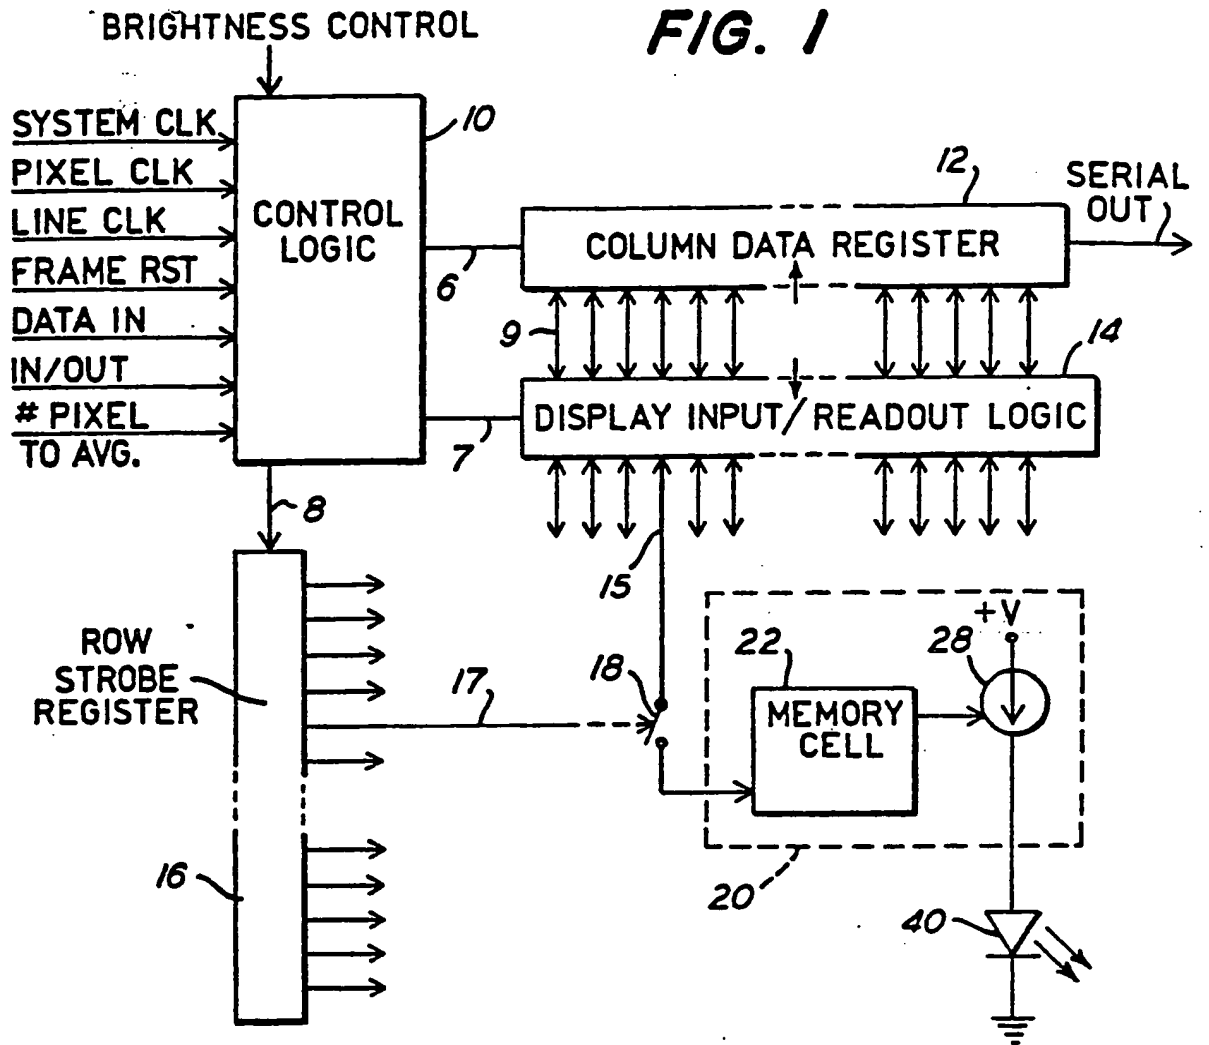 BRIGHTNESS CONTROL
FIG. 1
SYSTEM CLK
PIXEL CLK
LINE CLK
FRAME RST
DATA IN
IN/OUT
# PIXEL
TO AVG.
10
CONTROL
LOGIC
12
SERIAL
OUT
COLUMN DATA REGISTER
6
9
14
DISPLAY INPUT/READOUT LOGIC
7
8
15
ROW
STROBE
REGISTER
17
18
+V
22
28
MEMORY
CELL
16
20
40